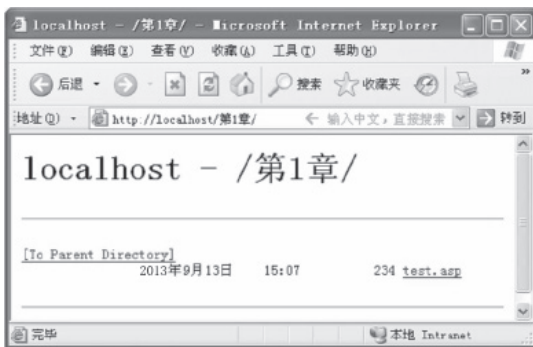 localhost - /第1章/ - Microsoft Internet Explorer
文件(F) 编辑(E) 查看(V) 收藏(A) 工具(T) 帮助(H)
后退 搜索 收藏夹 »
地址(D) http://localhost/第1章/ ← 输入中文，直接搜索 转到
localhost - /第1章/
[To Parent Directory]
2013年9月13日 15:07 234 test.asp
完毕 本地 Intranet